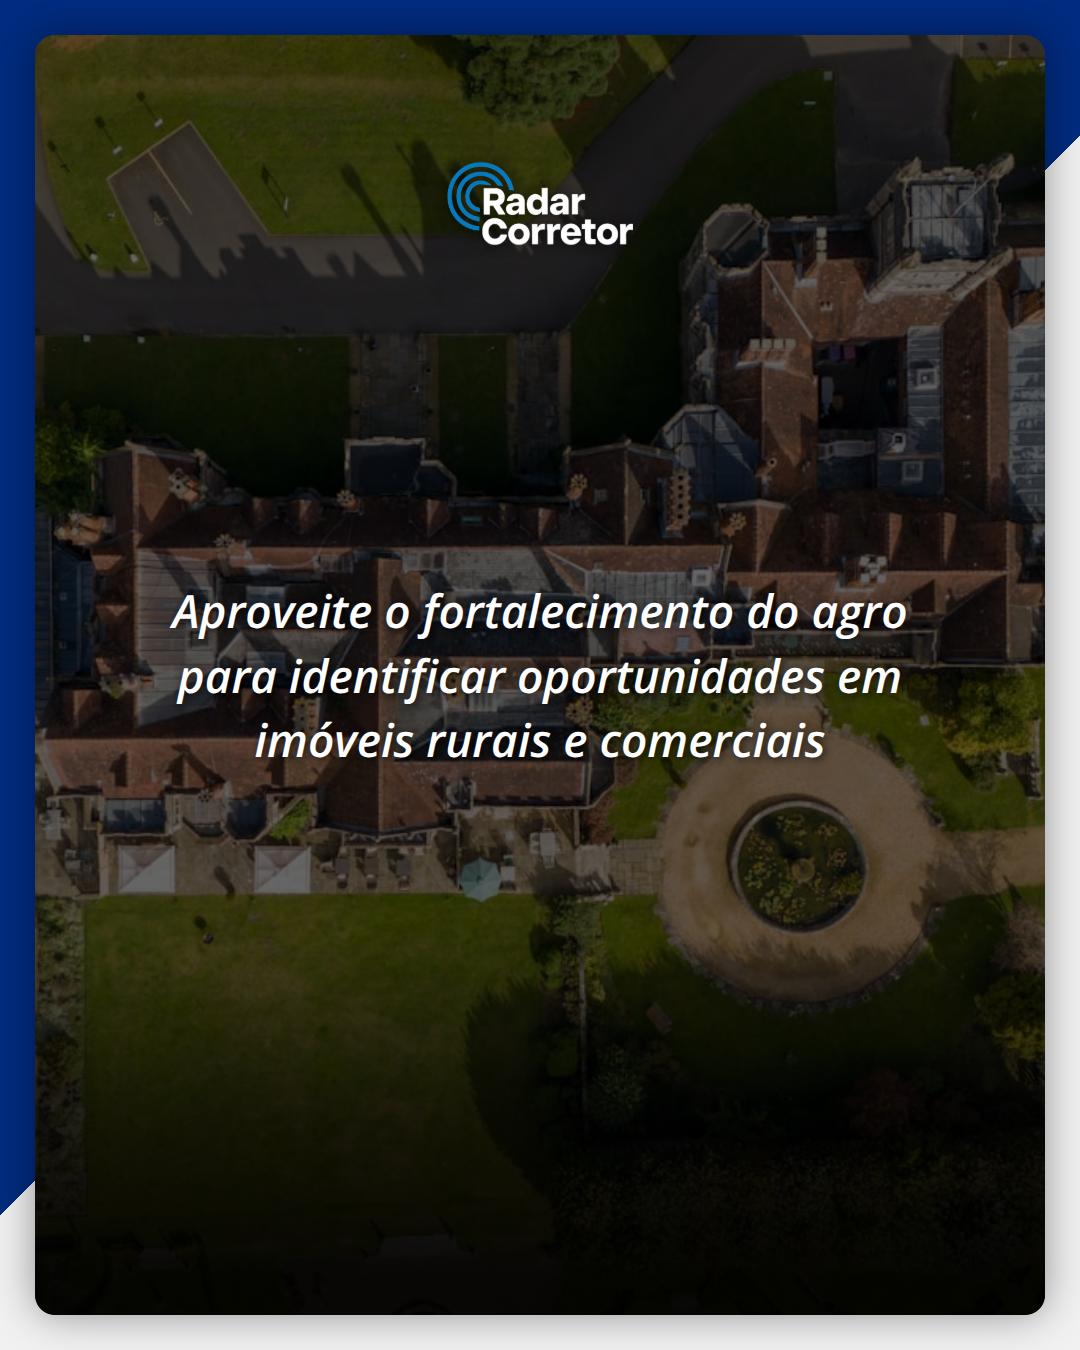 Radar
Corretor
Aproveite o fortalecimento do agro
para identificar oportunidades em
imóveis rurais e comerciais